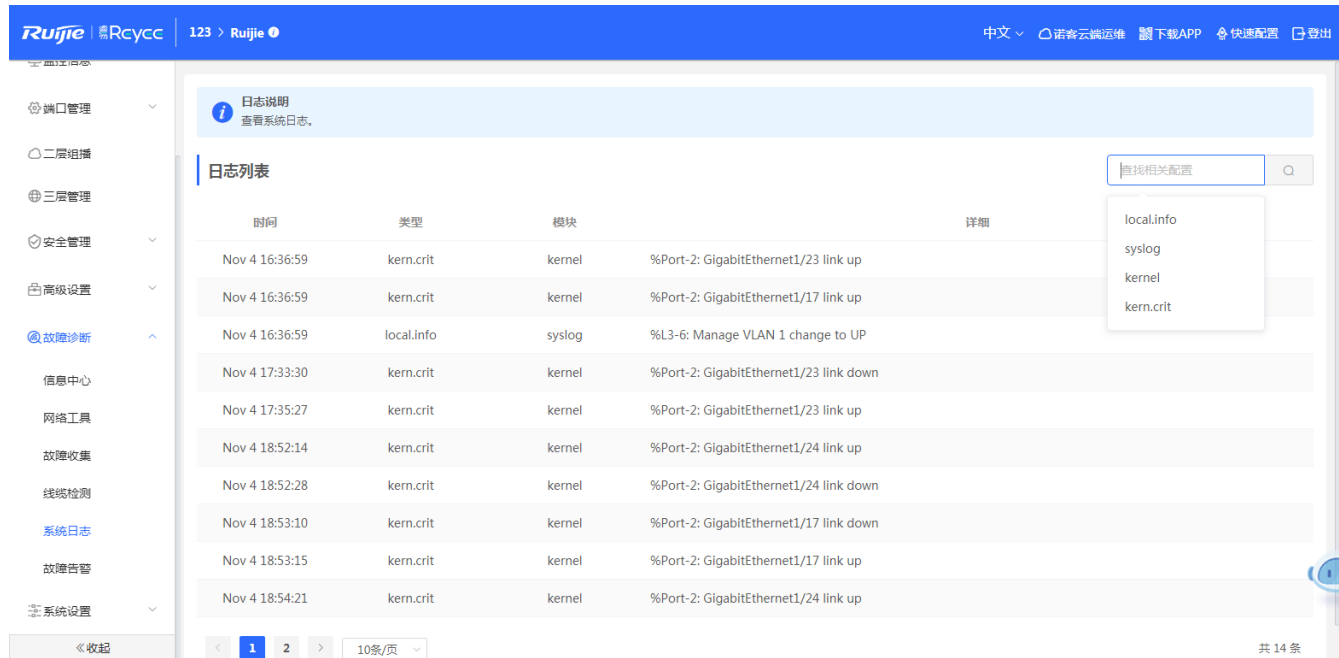 Ruijie | Reyee 123 > Ruijie 中文 诺客云端运维 下载APP 快速配置 登出
监控信息
端口管理
二层组播
三层管理
安全管理
高级设置
故障诊断
信息中心
网络工具
故障收集
线缆检测
系统日志
故障告警
系统设置
《收起
日志说明
查看系统日志。
日志列表
查找相关配置
local.info
syslog
kernel
kern.crit
时间 类型 模块 详细
Nov 4 16:36:59 kern.crit kernel %Port-2: GigabitEthernet1/23 link up
Nov 4 16:36:59 kern.crit kernel %Port-2: GigabitEthernet1/17 link up
Nov 4 16:36:59 local.info syslog %L3-6: Manage VLAN 1 change to UP
Nov 4 17:33:30 kern.crit kernel %Port-2: GigabitEthernet1/23 link down
Nov 4 17:35:27 kern.crit kernel %Port-2: GigabitEthernet1/23 link up
Nov 4 18:52:14 kern.crit kernel %Port-2: GigabitEthernet1/24 link up
Nov 4 18:52:28 kern.crit kernel %Port-2: GigabitEthernet1/24 link down
Nov 4 18:53:10 kern.crit kernel %Port-2: GigabitEthernet1/17 link down
Nov 4 18:53:15 kern.crit kernel %Port-2: GigabitEthernet1/17 link up
Nov 4 18:54:21 kern.crit kernel %Port-2: GigabitEthernet1/24 link up
< 1 2 > 10条/页 共 14 条